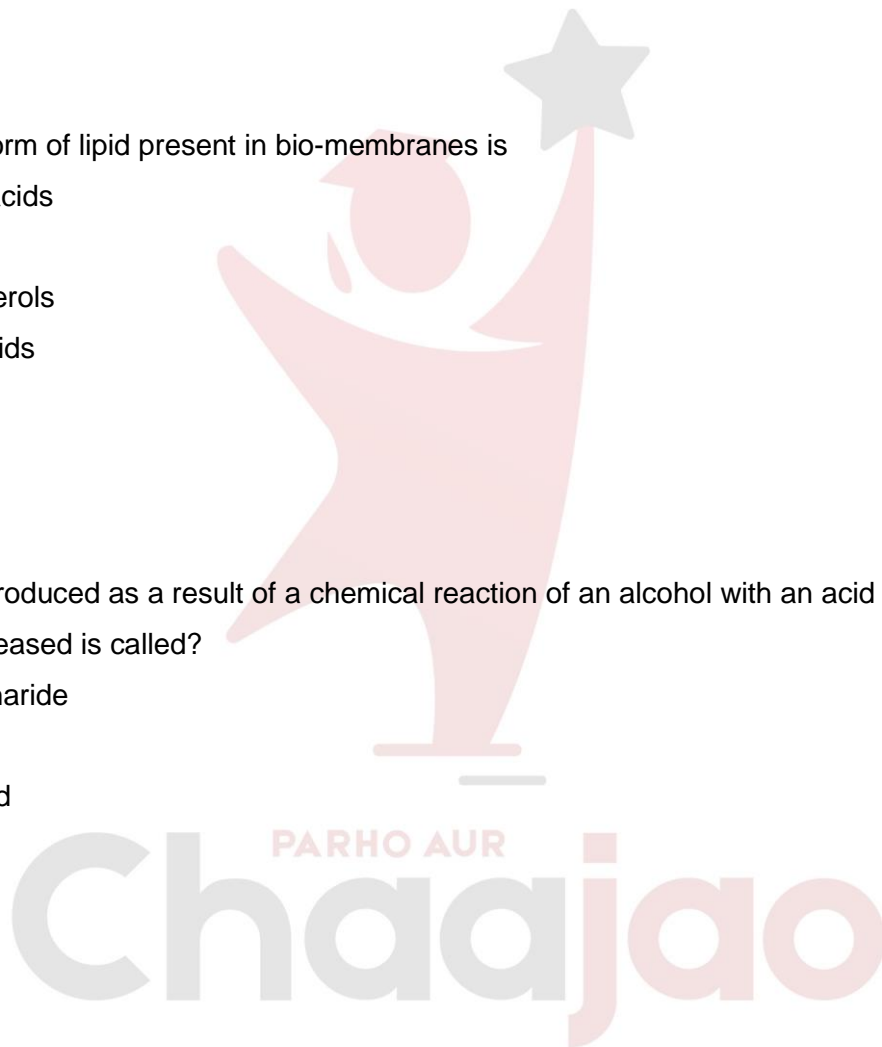 orm of lipid present in bio-membranes is
cids
erols
ids
roduced as a result of a chemical reaction of an alcohol with an acid
eased is called?
haride
d
PARHO AUR
Chaajao